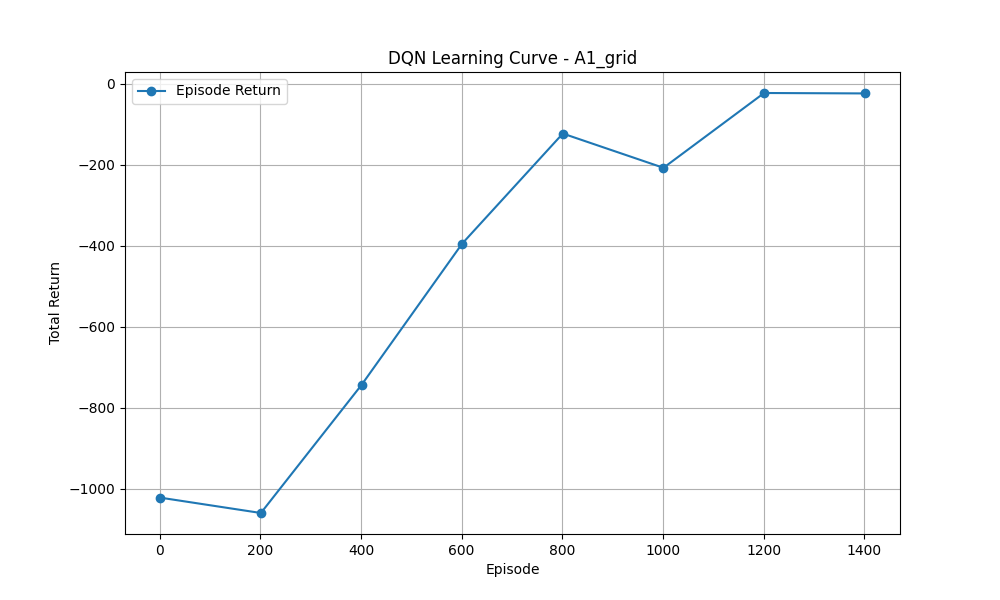 DQN Learning Curve - A1_grid
Episode Return
0
−200
−400
−600
−800
−1000
Total Return
0 200 400 600 800 1000 1200 1400
Episode